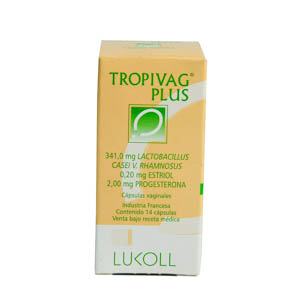 TROPIVAG®
PLUS
341,0 mg LACTOBACILLUS
CASEI V. RHAMNOSUS
0,20 mg ESTRIOL
2,00 mg PROGESTERONA
Cápsulas vaginales
Industria Francesa
Contenido 14 cápsulas
Venta bajo receta médica
LUKOLL